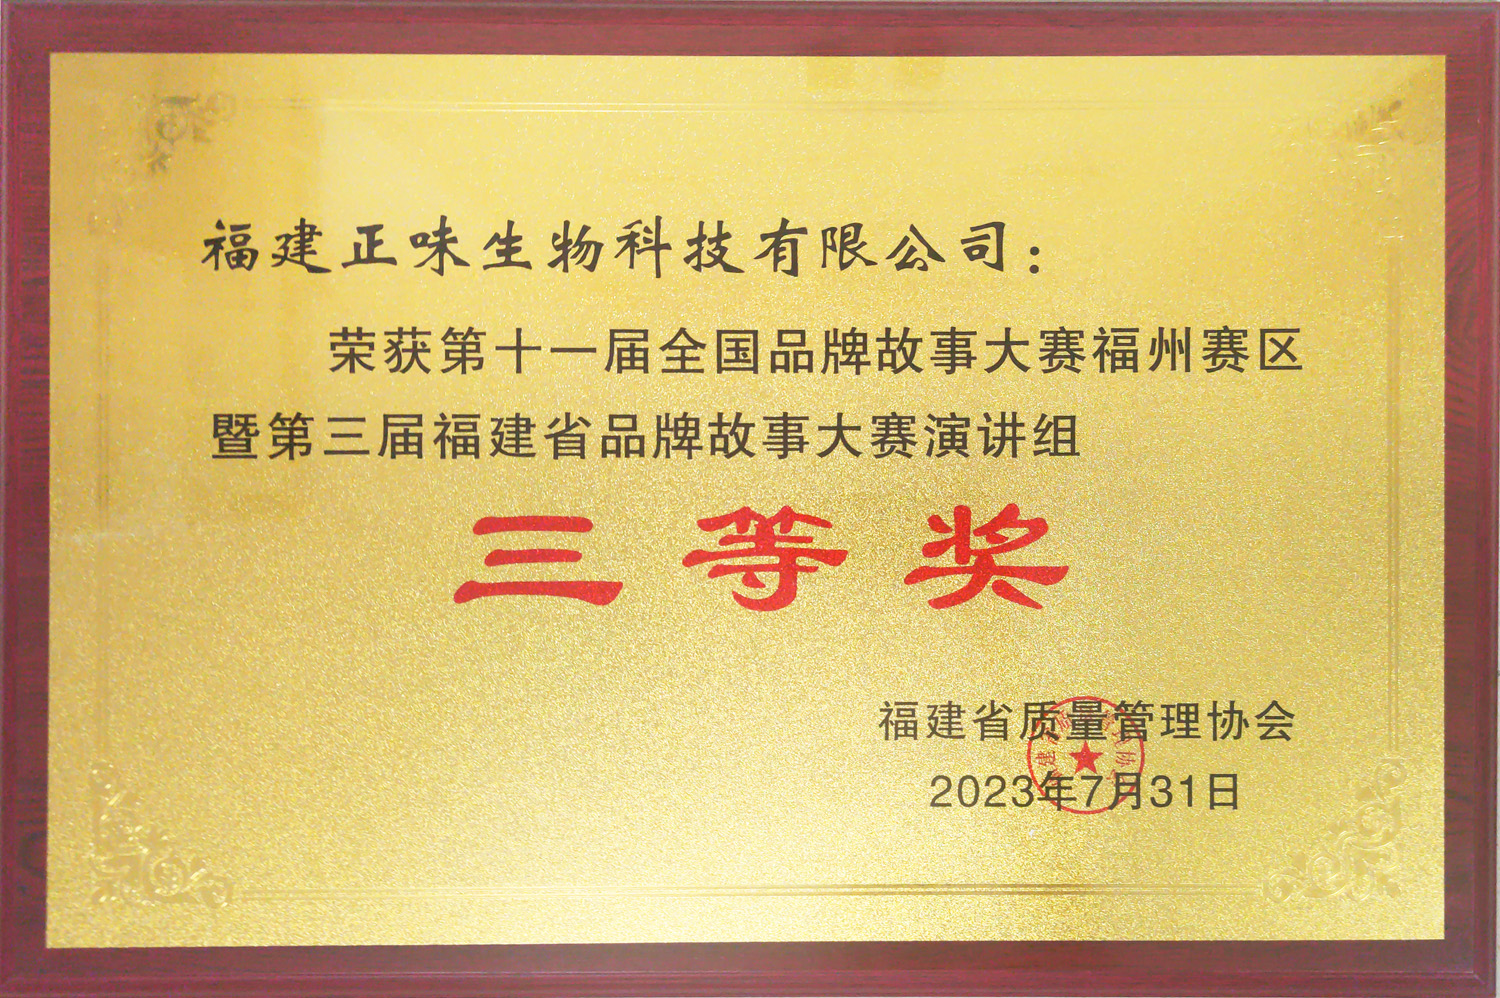 福建正味生物科技有限公司：
荣获第十一届全国品牌故事大赛福州赛区
暨第三届福建省品牌故事大赛演讲组
三等奖
福建省质量管理协会
2023年7月31日